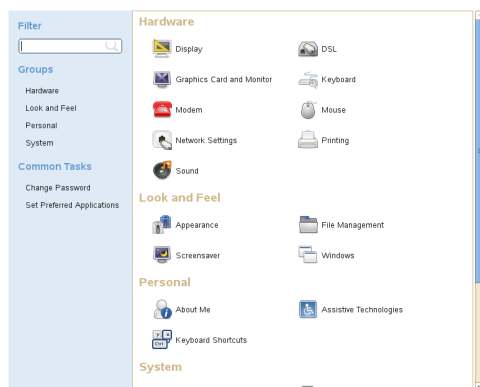 Filter
Groups
Hardware
Look and Feel
Personal
System
Common Tasks
Change Password
Set Preferred Applications
Hardware
Display
DSL
Graphics Card and Monitor
Keyboard
Modem
Mouse
Network Settings
Printing
Sound
Look and Feel
Appearance
File Management
Screensaver
Windows
Personal
About Me
Assistive Technologies
Keyboard Shortcuts
Ctrl
System